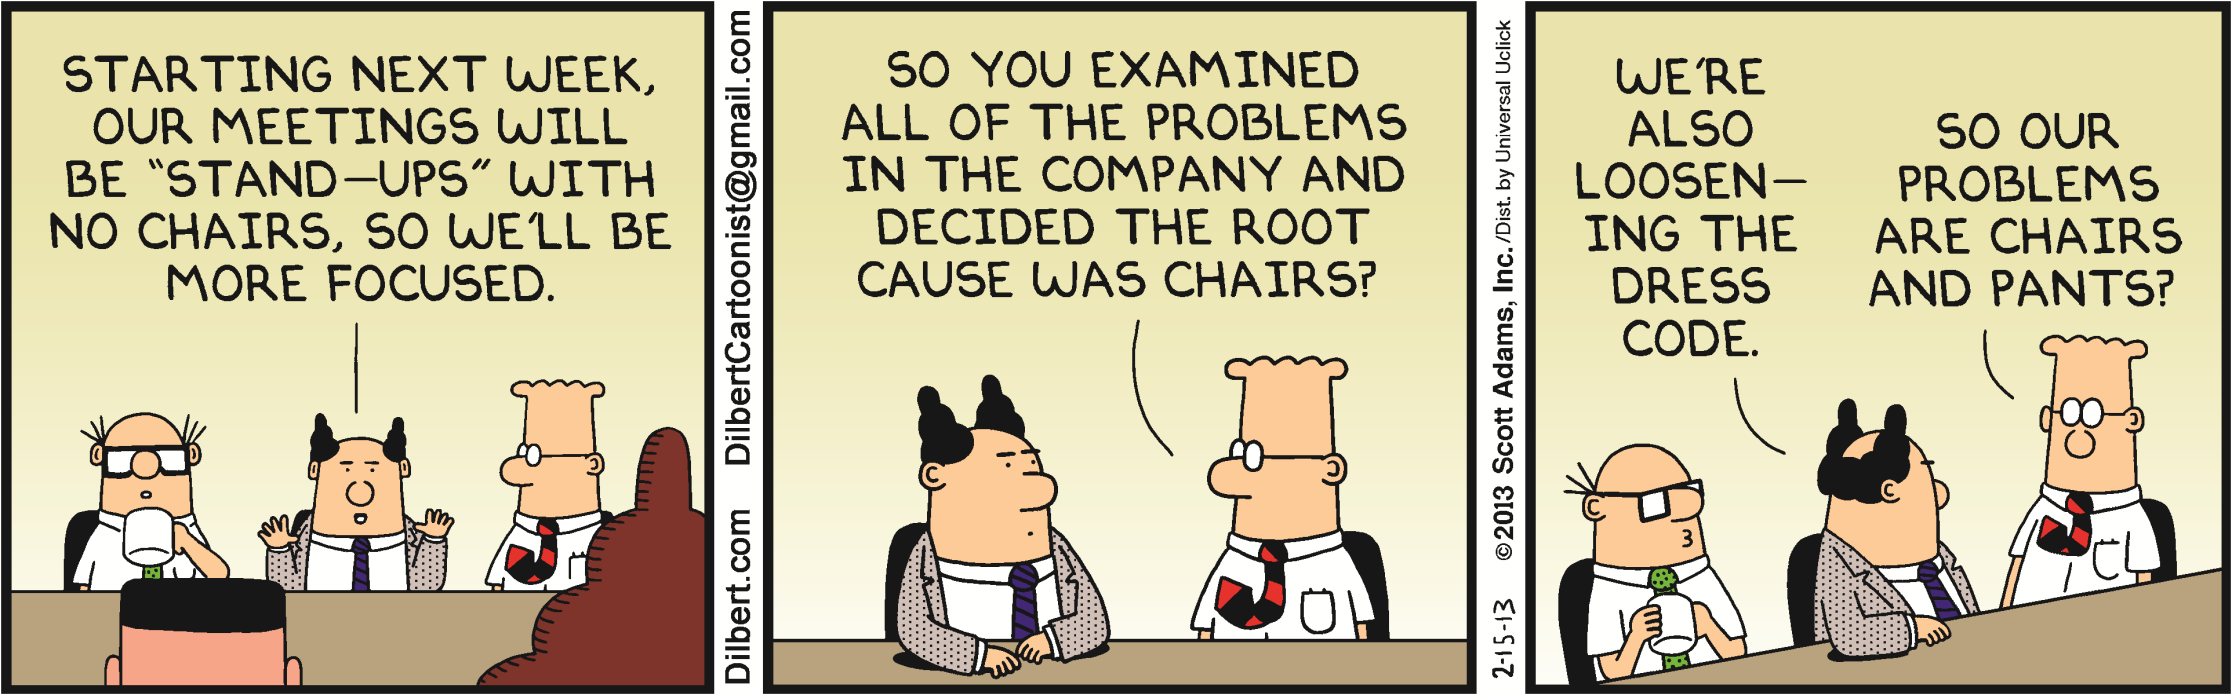 STARTING NEXT WEEK,
OUR MEETINGS WILL
BE “STAND-UPS” WITH
NO CHAIRS, SO WE'LL BE
MORE FOCUSED.
DilbertCartoonist@gmail.com
Dilbert.com
SO YOU EXAMINED
ALL OF THE PROBLEMS
IN THE COMPANY AND
DECIDED THE ROOT
CAUSE WAS CHAIRS?
2-15-13 ©2013 Scott Adams, Inc. /Dist. by Universal Uclick
WE'RE
ALSO
LOOSEN-
ING THE
DRESS
CODE.
SO OUR
PROBLEMS
ARE CHAIRS
AND PANTS?